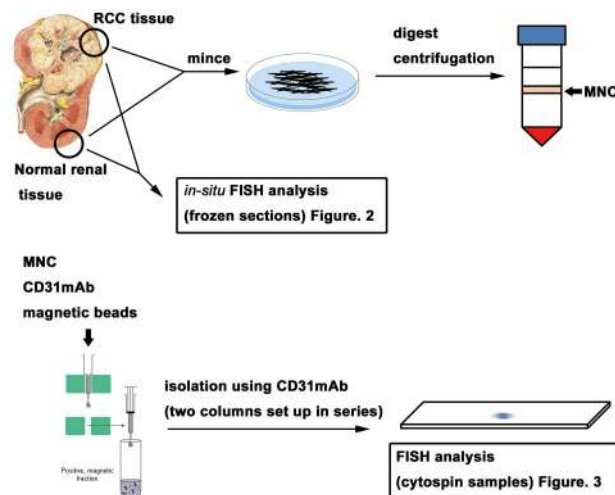 RCC tissue
mince
digest
centrifugation
MNC
Normal renal
tissue
in-situ FISH analysis
(frozen sections) Figure. 2
MNC
CD31mAb
magnetic beads
isolation using CD31mAb
(two columns set up in series)
Positive, magnetic
fraction
FISH analysis
(cytospin samples) Figure. 3